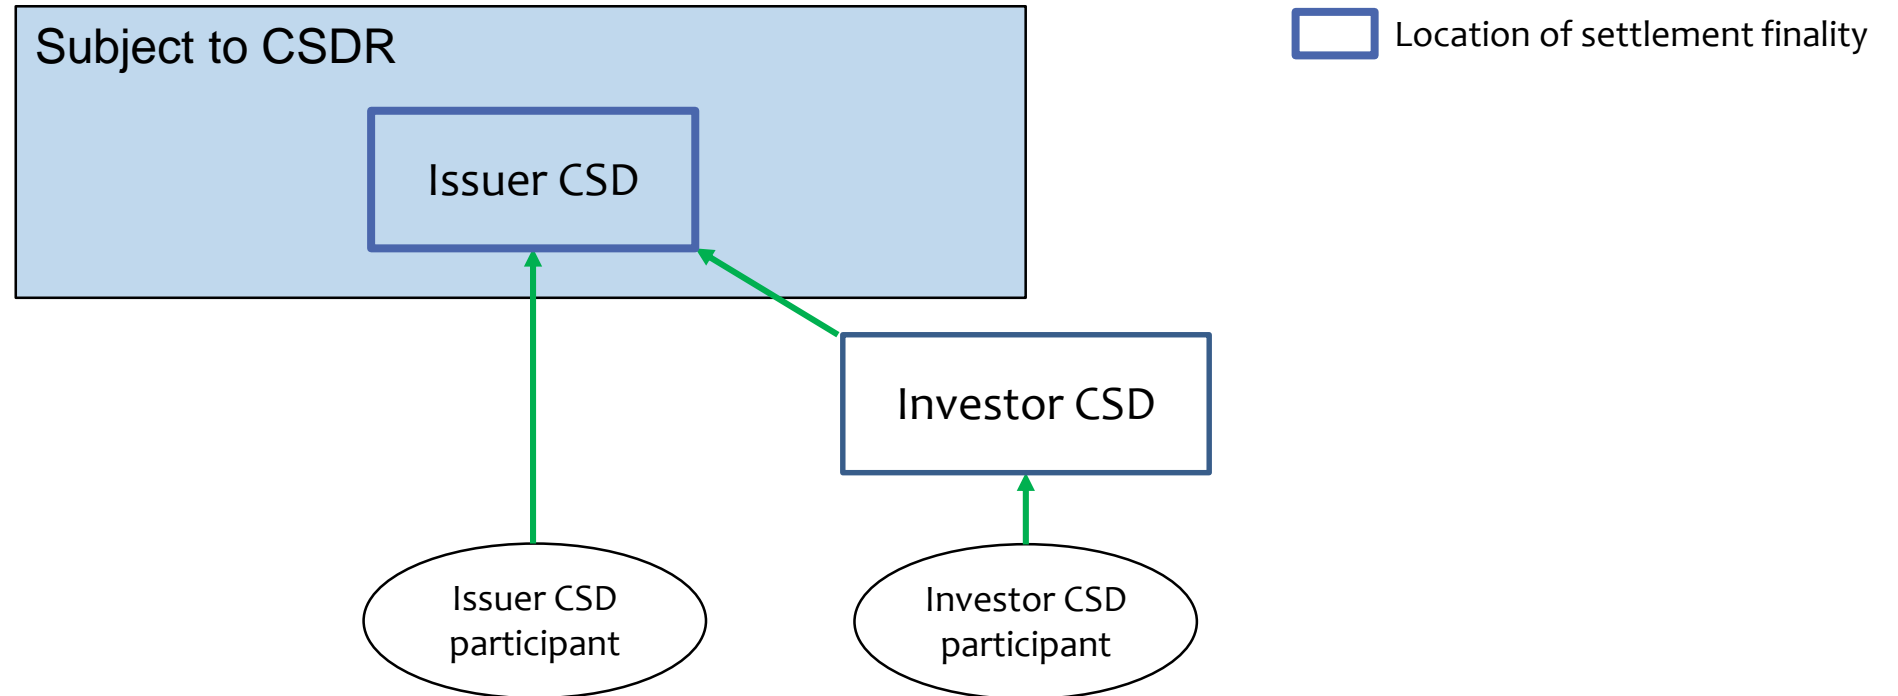 Subject to CSDR
Location of settlement finality
Issuer CSD
Investor CSD
Issuer CSD
participant
Investor CSD
participant